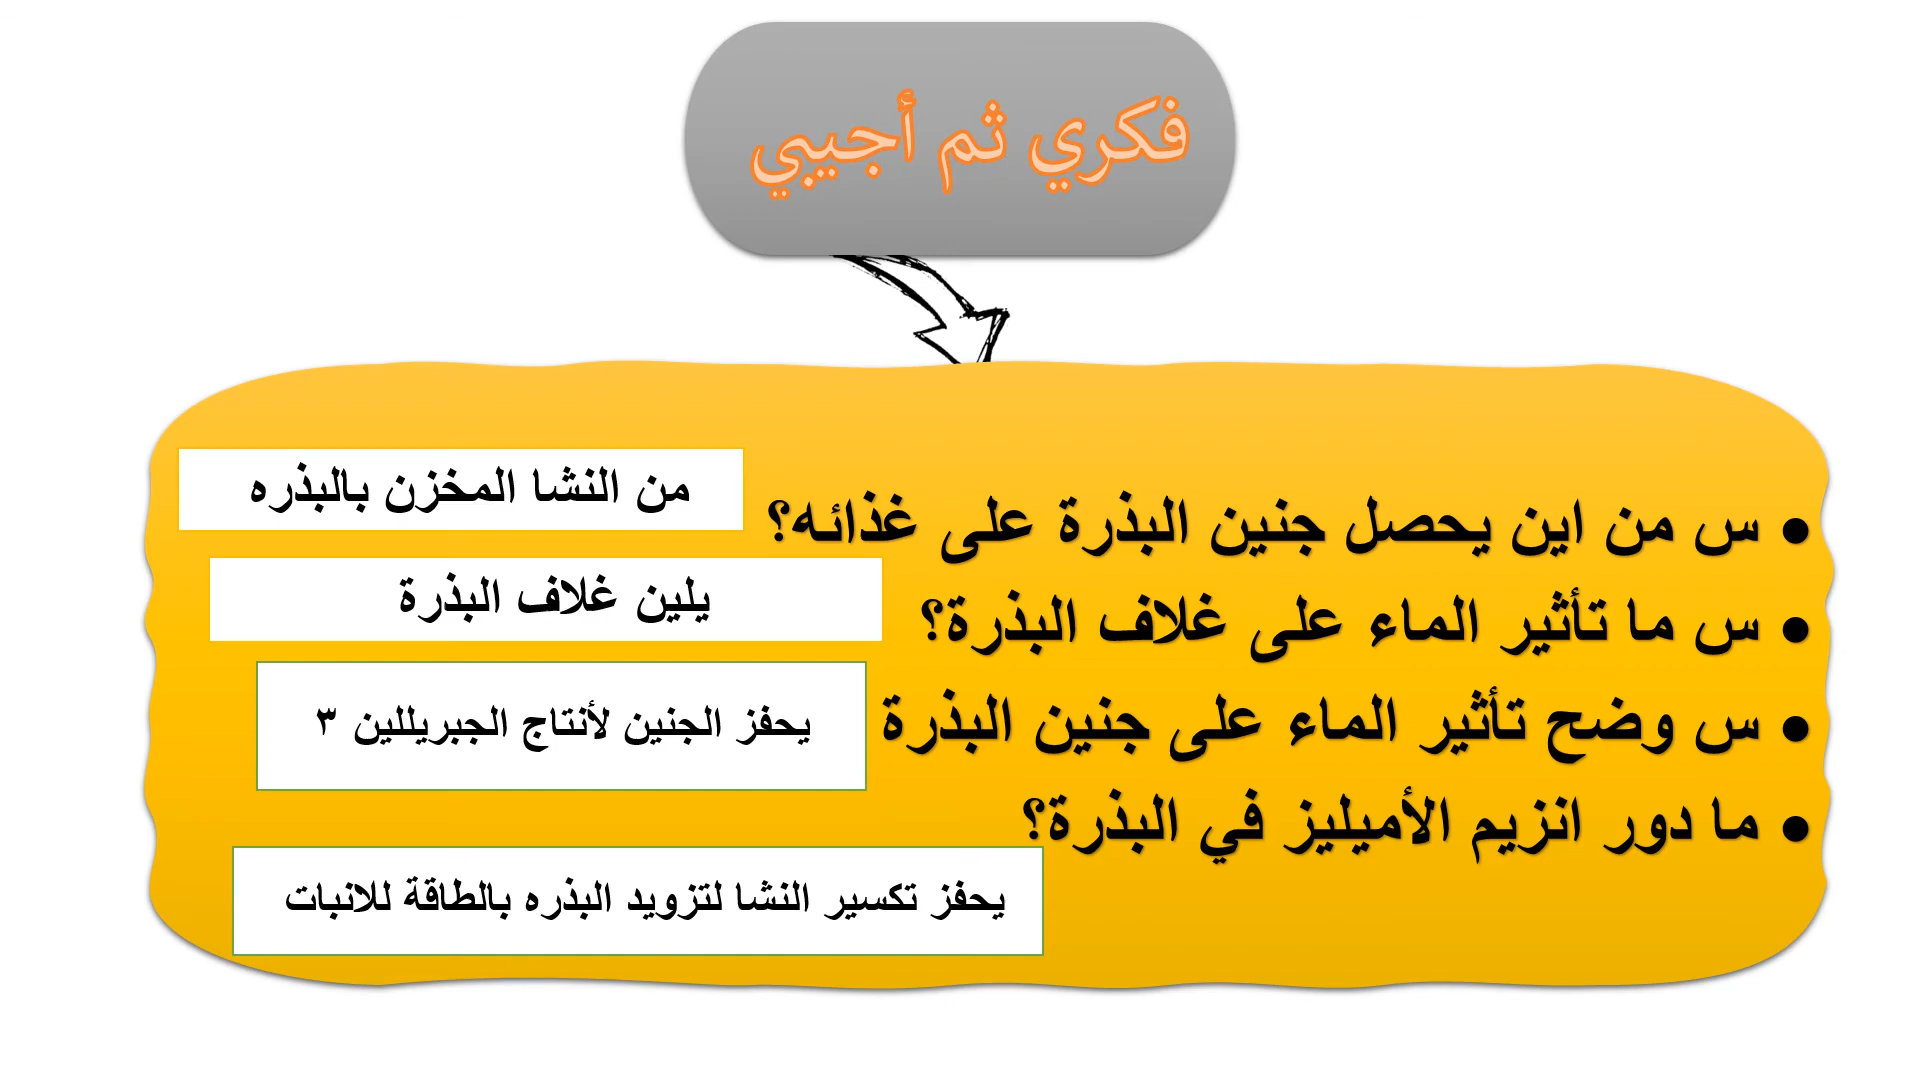 فكري ثم أجيبي
• س من اين يحصل جنين البذرة على غذائه؟
من النشا المخزن بالبذره
• س ما تأثير الماء على غلاف البذرة؟
يلين غلاف البذرة
• س وضح تأثير الماء على جنين البذرة
يحفز الجنين لأنتاج الجبريللين ٣
• ما دور انزيم الأميليز في البذرة؟
يحفز تكسير النشا لتزويد البذره بالطاقة للانبات